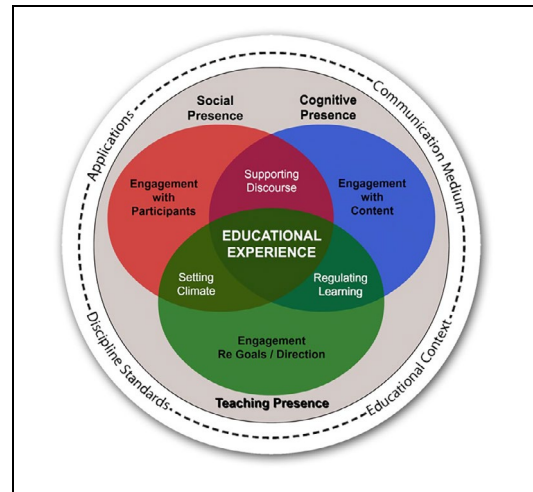 Applications
Communication Medium
Social
Presence
Cognitive
Presence
Supporting
Discourse
Engagement
with
Participants
Engagement
with
Content
EDUCATIONAL
EXPERIENCE
Setting
Climate
Regulating
Learning
Engagement
Re Goals / Direction
Teaching Presence
Discipline Standards
Educational Context